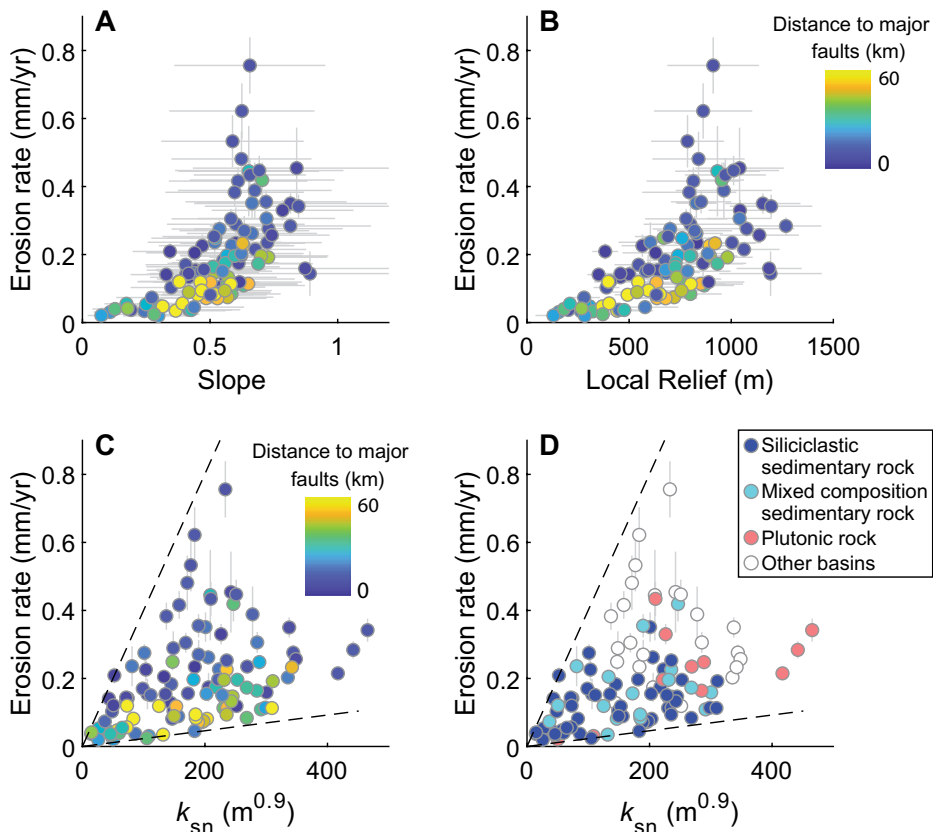 A
Erosion rate (mm/yr)
0.8
0.6
0.4
0.2
0
0
0.5
1
Slope
B
Distance to major
faults (km)
60
0
Erosion rate (mm/yr)
0.8
0.6
0.4
0.2
0
0
500
1000
1500
Local Relief (m)
C
Distance to major
faults (km)
60
0
Erosion rate (mm/yr)
0.8
0.6
0.4
0.2
0
0
200
400
k_sn (m^0.9)
D
Siliciclastic
sedimentary rock
Mixed composition
sedimentary rock
Plutonic rock
Other basins
Erosion rate (mm/yr)
0.8
0.6
0.4
0.2
0
0
200
400
k_sn (m^0.9)